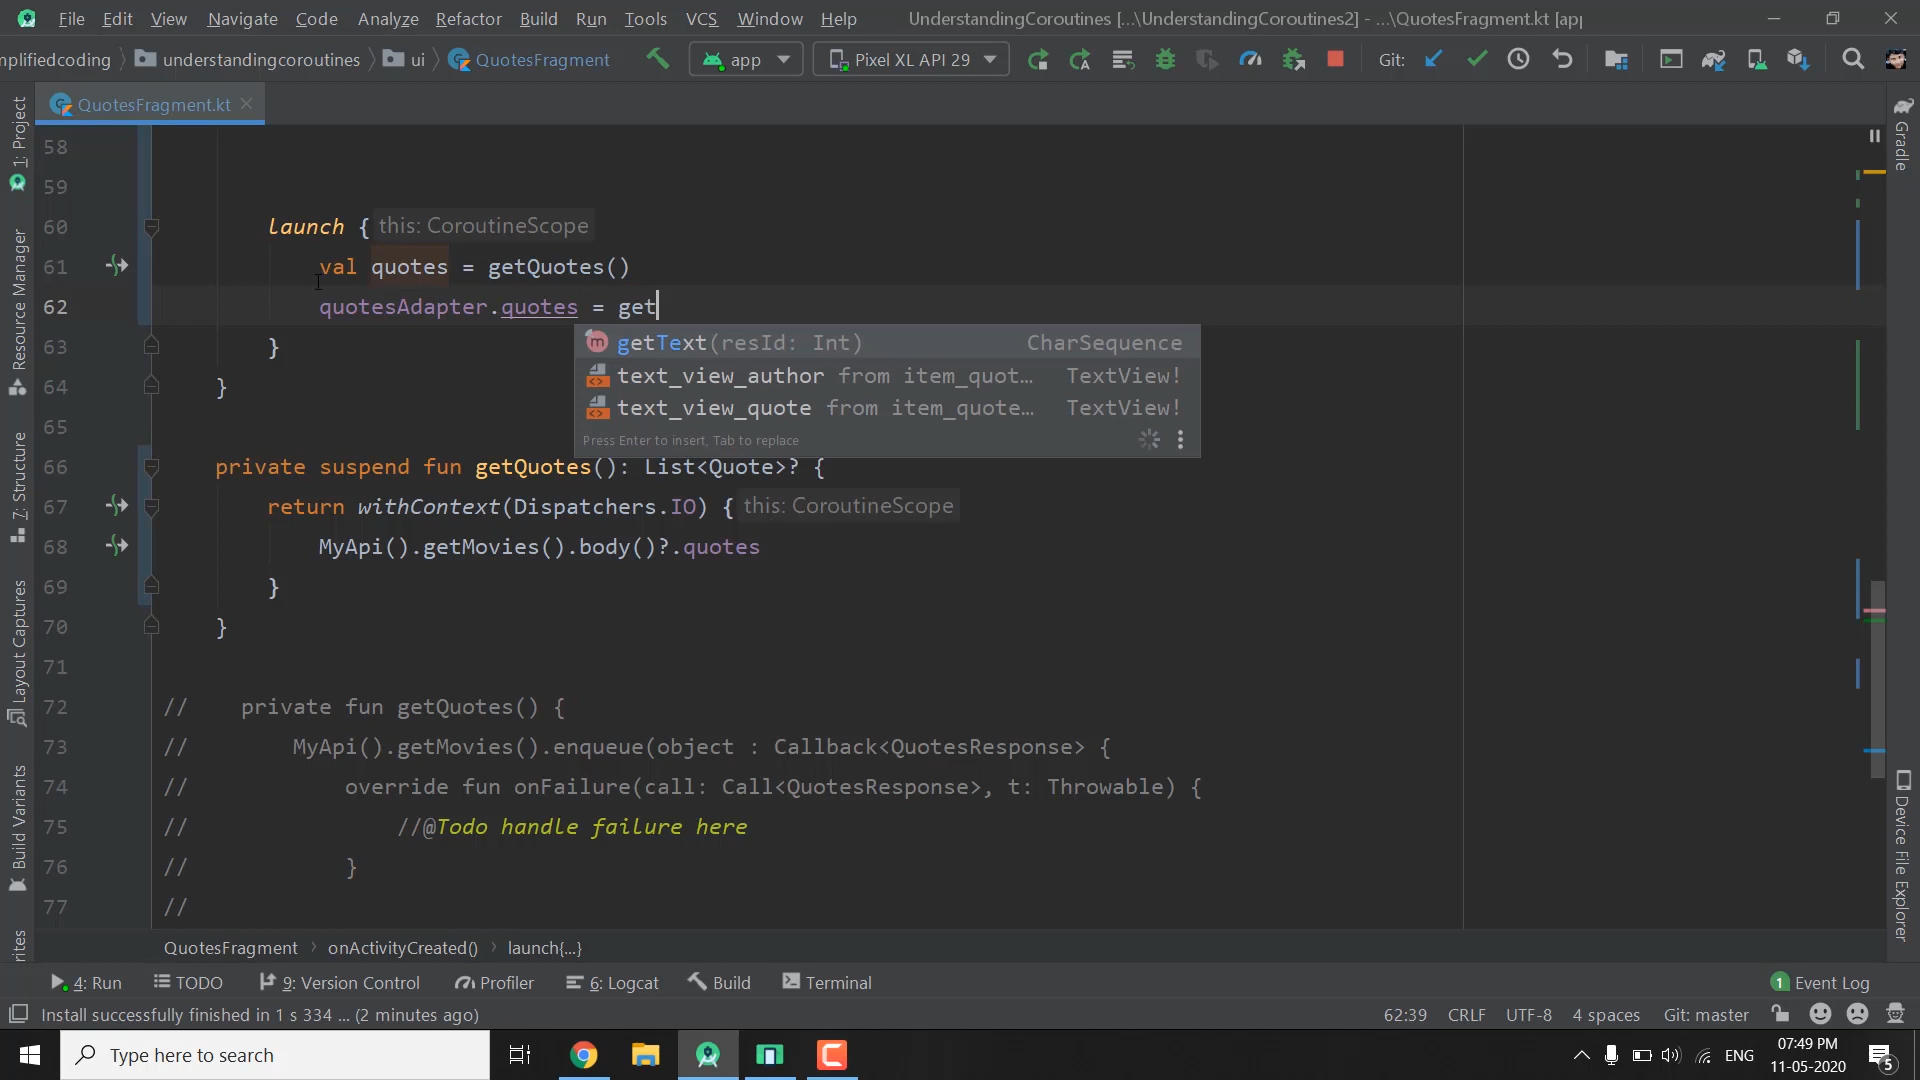 File Edit View Navigate Code Analyze Refactor Build Run Tools VCS Window Help UnderstandingCoroutines [...\UnderstandingCoroutines2] - ...\QuotesFragment.kt [app
mplifiedcoding understandingcoroutines ui QuotesFragment app Pixel XL API 29 Git:
QuotesFragment.kt
1: Project
Resource Manager
Z: Structure
Layout Captures
Build Variants
rites
58
59
60 launch { this: CoroutineScope
61 val quotes = getQuotes()
62 quotesAdapter.quotes = get
getText(resId: Int) CharSequence
text_view_author from item_quot... TextView!
text_view_quote from item_quote... TextView!
Press Enter to insert, Tab to replace
63 }
64 }
65
66 private suspend fun getQuotes(): List<Quote>? {
67 return withContext(Dispatchers.IO) { this: CoroutineScope
68 MyApi().getMovies().body()?.quotes
69 }
70 }
71
72 // private fun getQuotes() {
73 // MyApi().getMovies().enqueue(object : Callback<QuotesResponse> {
74 // override fun onFailure(call: Call<QuotesResponse>, t: Throwable) {
75 // //@Todo handle failure here
76 // }
77 //
Gradle
Device File Explorer
QuotesFragment onActivityCreated() launch{...}
4: Run TODO 9: Version Control Profiler 6: Logcat Build Terminal 1 Event Log
Install successfully finished in 1 s 334 ... (2 minutes ago) 62:39 CRLF UTF-8 4 spaces Git: master
Type here to search ENG 07:49 PM
11-05-2020 5